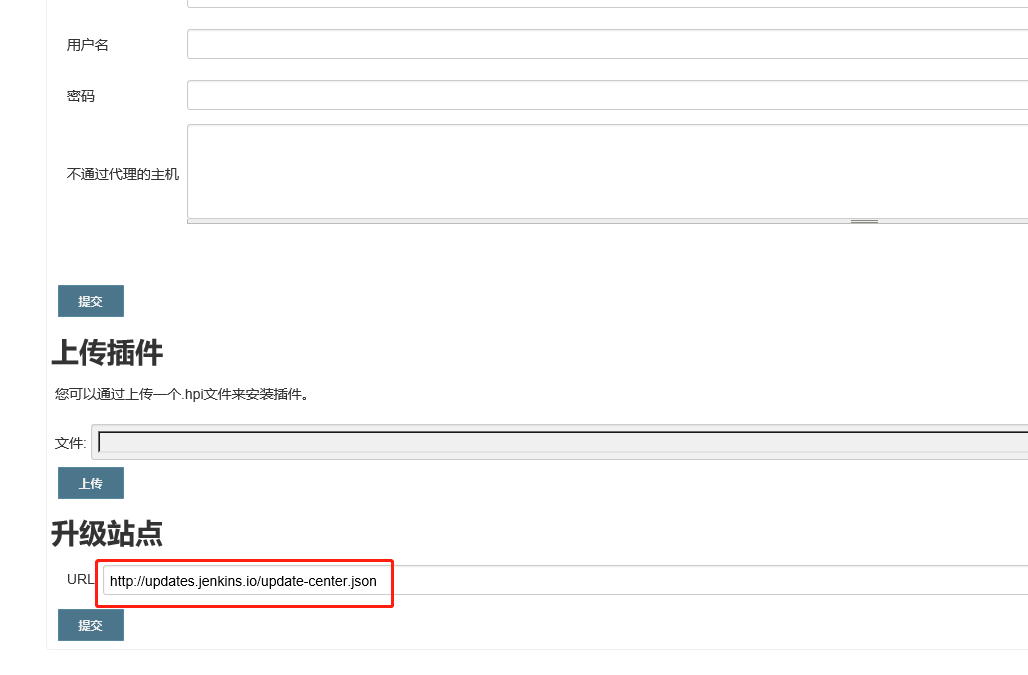 用户名
密码
不通过代理的主机
提交
上传插件
您可以通过上传一个.hpi文件来安装插件。
文件:
上传
升级站点
URL http://updates.jenkins.io/update-center.json
提交